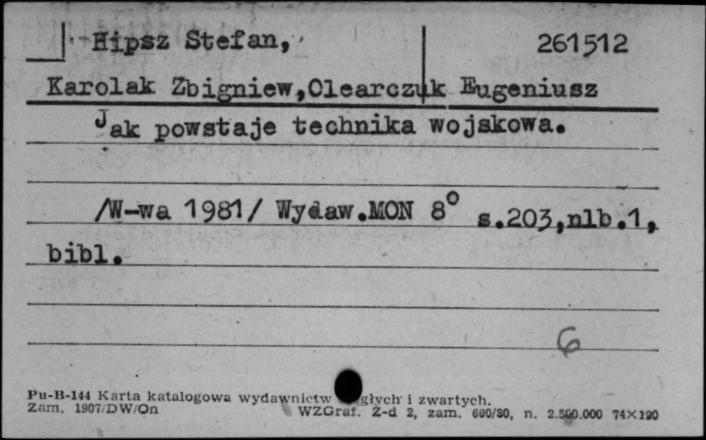 Hipsz Stefan, 261512
Karolak Zbigniew,Olearczuk Eugeniusz
Jak powstaje technika wojskowa.
/W-wa 1981/ Wydaw.MON 8° s.203,nlb.1,
bibl.
6
Pu-B-144 Karta katalogowa wydawnictw i zwartych.
Zam. 1907/DW/On WZGraf. Z-d 2, zam. 600/80, n. 2.500.000 74×120